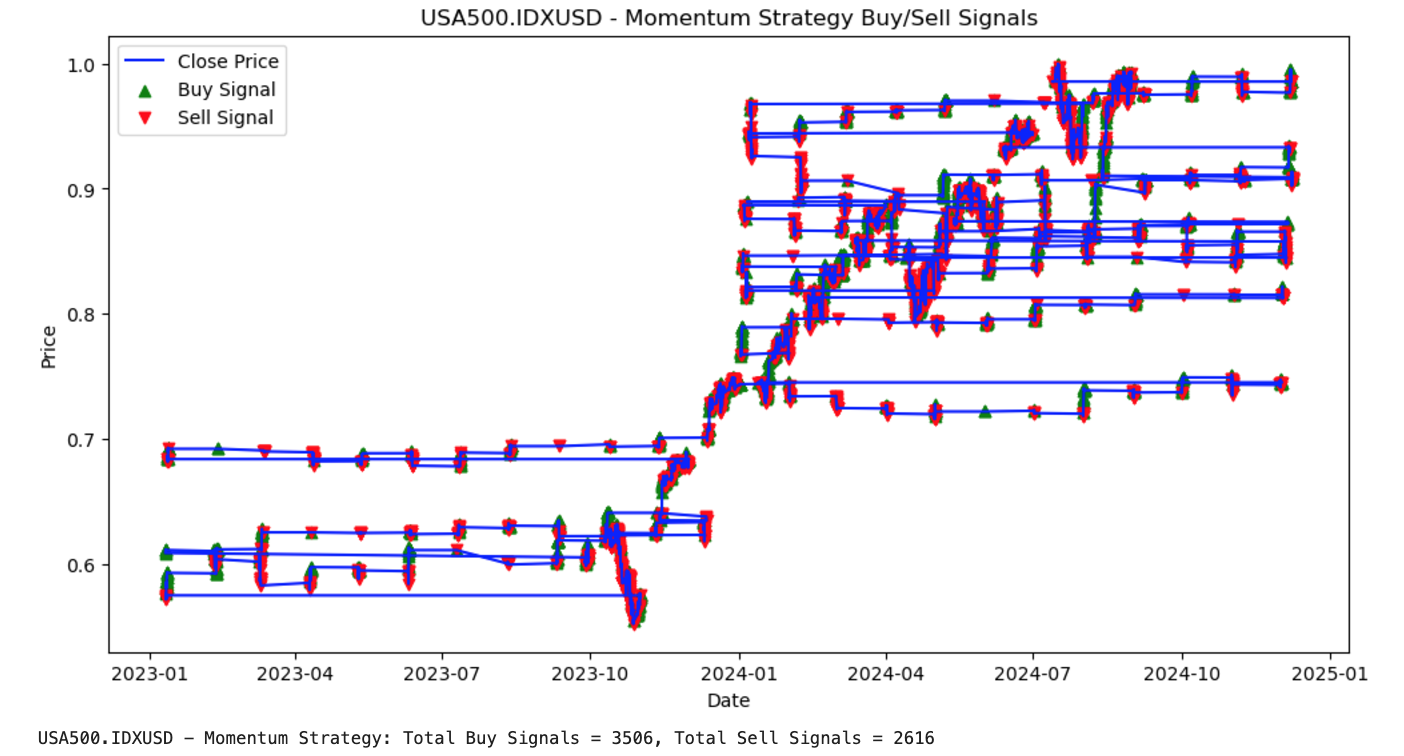 USA500.IDXUSD - Momentum Strategy Buy/Sell Signals
Close Price
Buy Signal
Sell Signal
1.0
0.9
0.8
0.7
0.6
Price
2023-01 2023-04 2023-07 2023-10 2024-01 2024-04 2024-07 2024-10 2025-01
Date
USA500.IDXUSD – Momentum Strategy: Total Buy Signals = 3506, Total Sell Signals = 2616